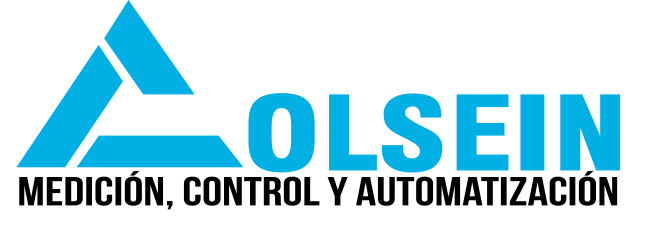 OLSEIN
MEDICIÓN, CONTROL Y AUTOMATIZACIÓN